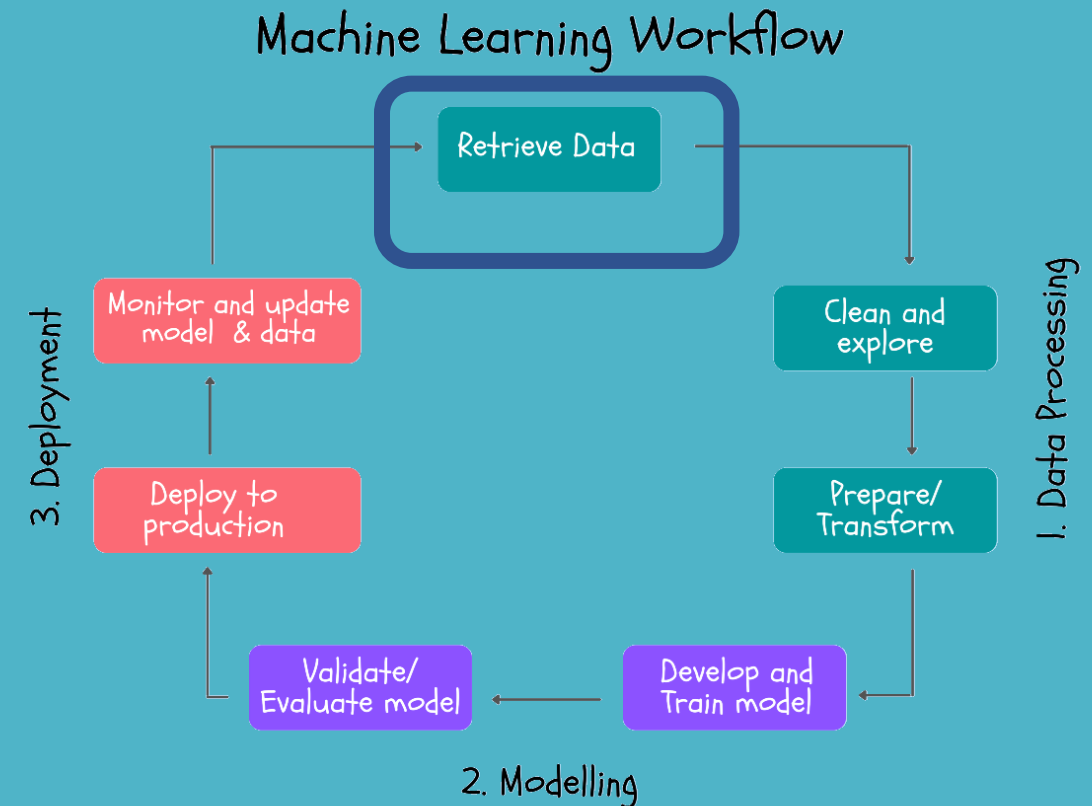 Machine Learning Workflow
Retrieve Data
Clean and
explore
Prepare/
Transform
1. Data Processing
Develop and
Train model
Validate/
Evaluate model
2. Modelling
Deploy to
production
Monitor and update
model & data
3. Deployment